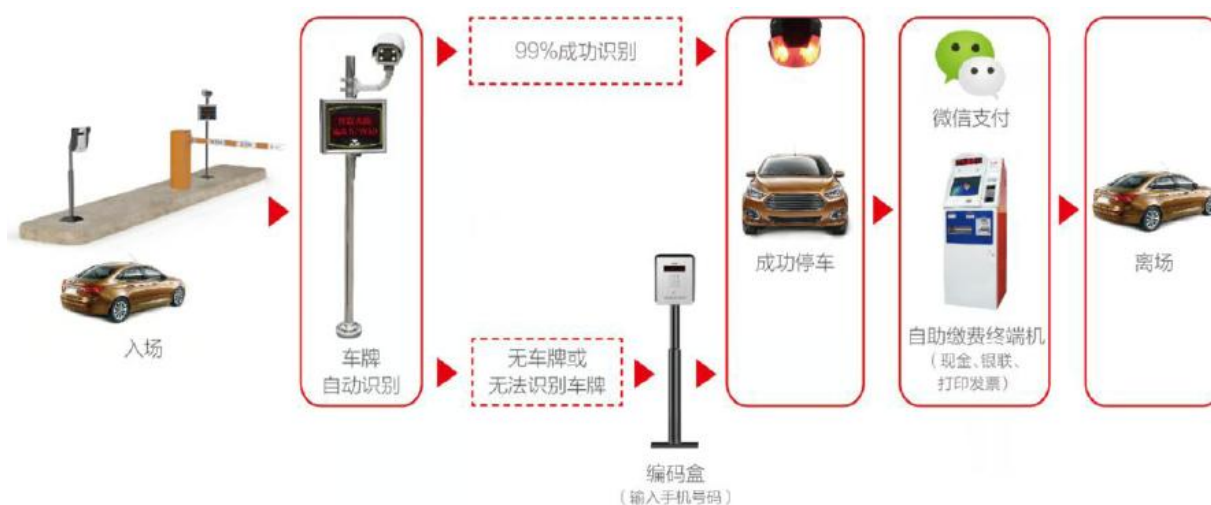 99%成功识别
微信支付
入场
车牌
自动识别
无车牌或
无法识别车牌
编码盒
(输入手机号码)
成功停车
自助缴费终端机
(现金、银联、
打印发票)
离场